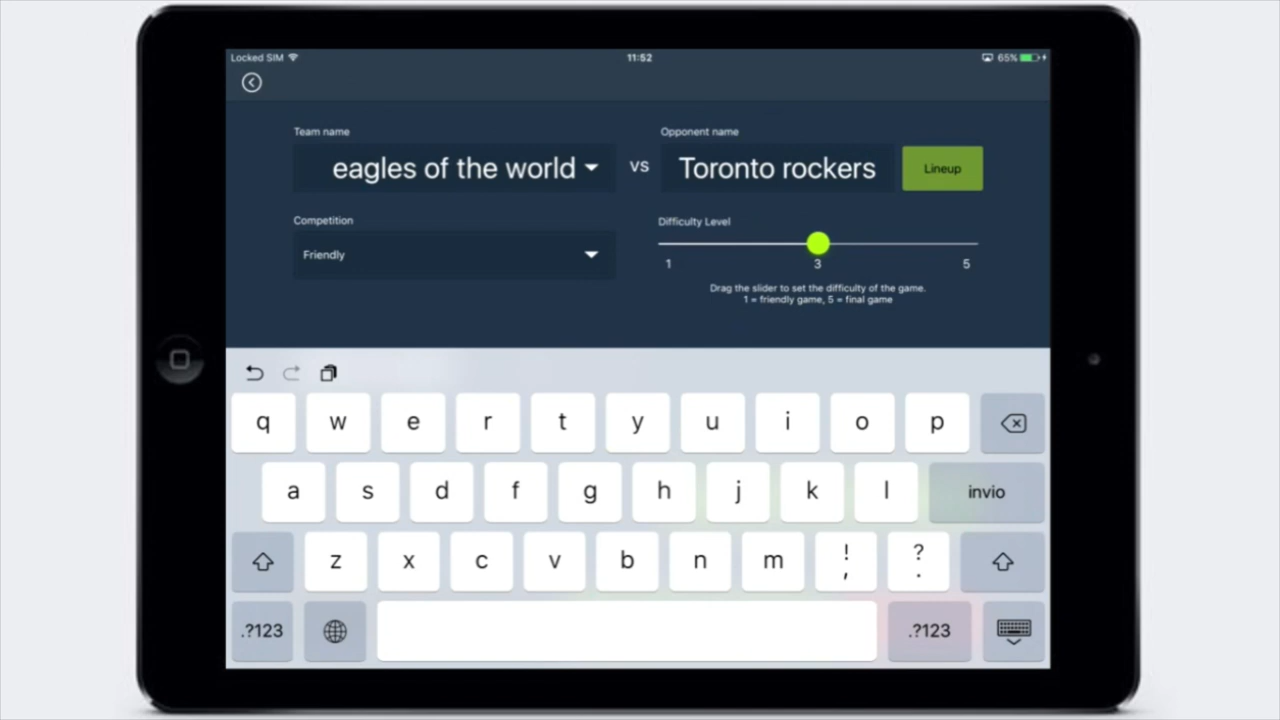 Locked SIM 11:52 65%
Team name Opponent name
eagles of the world vs Toronto rockers Lineup
Competition Difficulty Level
Friendly
1 3 5
Drag the slider to set the difficulty of the game.
1 = friendly game, 5 = final game
q w e r t y u i o p
a s d f g h j k l invio
z x c v b n m ! , ? .
.?123 .?123